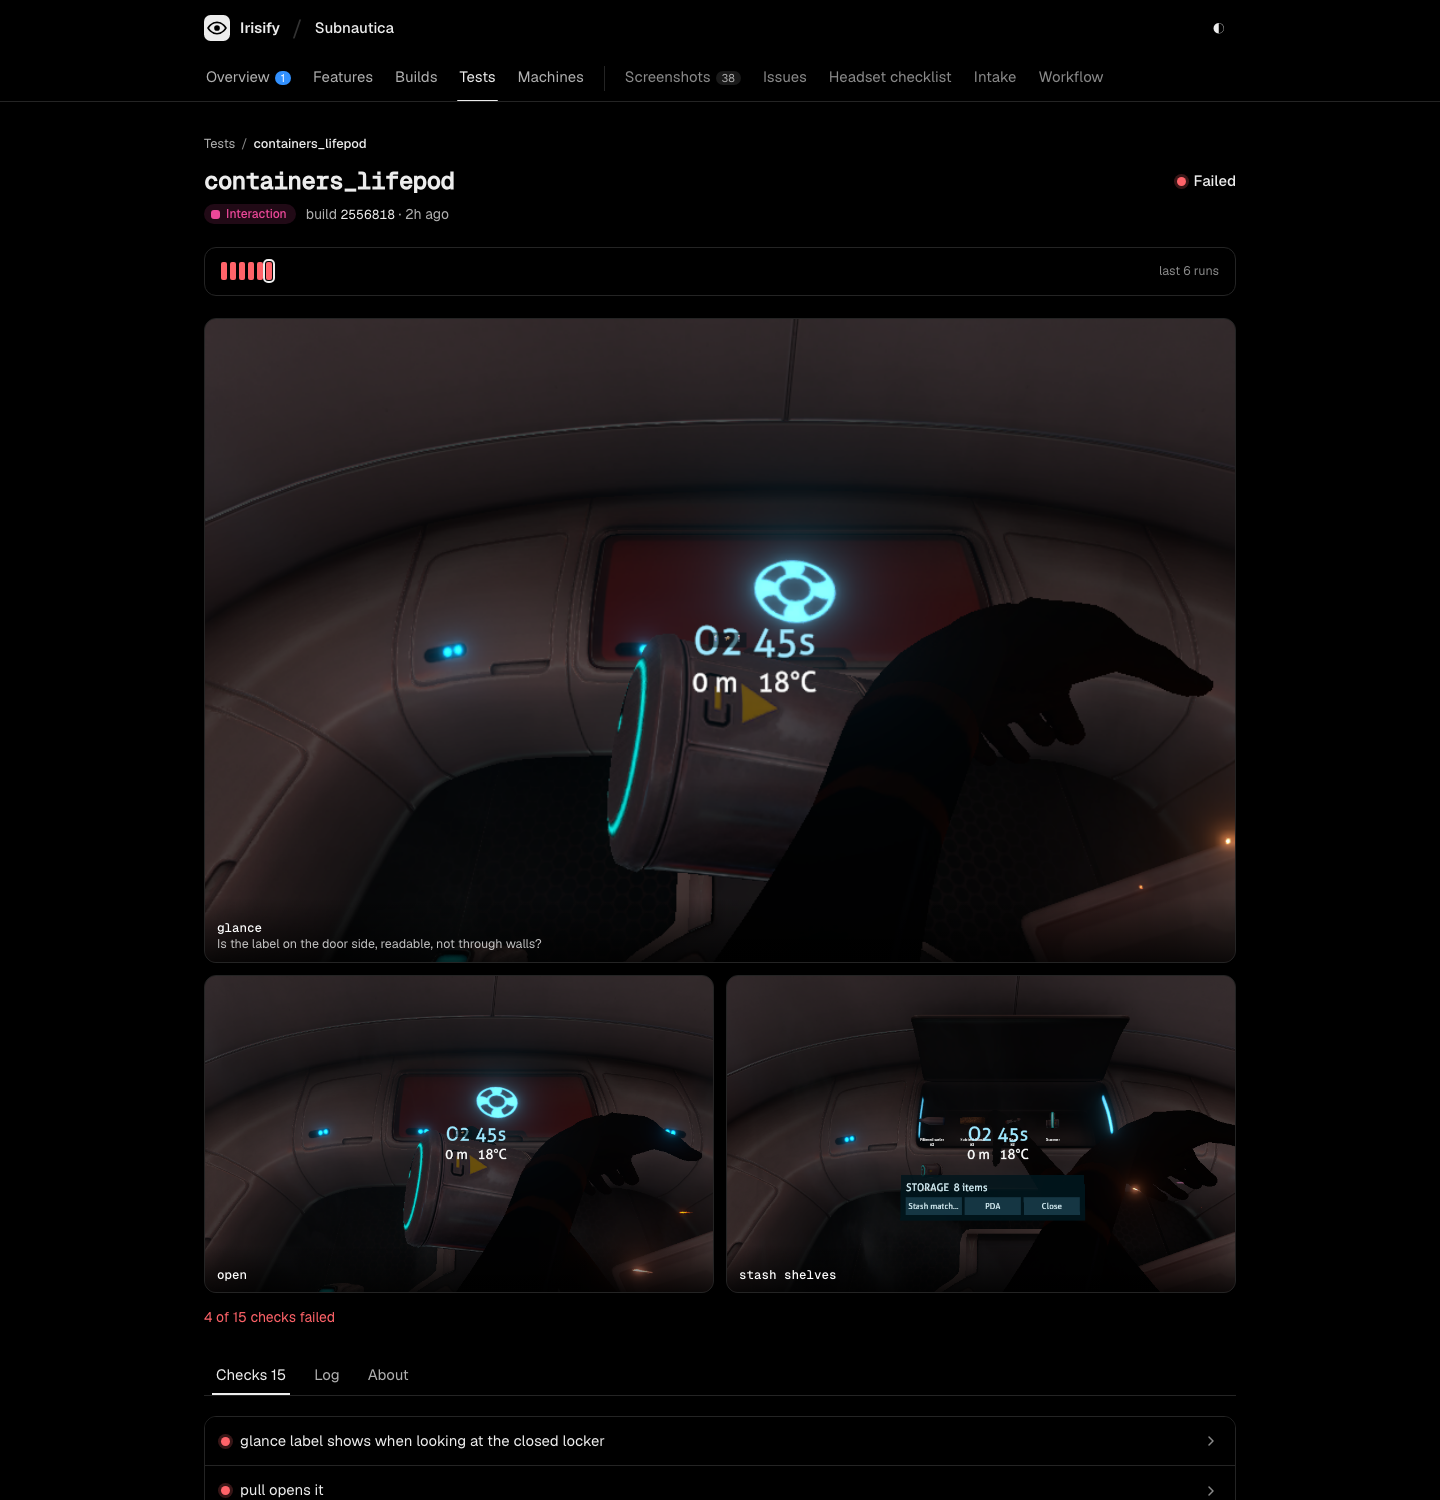 Irisify / Subnautica
Overview 1 Features Builds Tests Machines Screenshots 38 Issues Headset checklist Intake Workflow
Tests / containers_lifepod
containers_lifepod
Failed
Interaction build 2556818 · 2h ago
last 6 runs
02 45s
0 m 18°C
glance
Is the label on the door side, readable, not through walls?
02 45s
0 m 18°C
open
02 45s
0 m 18°C
STORAGE 8 items
Stash match... PDA Close
stash shelves
4 of 15 checks failed
Checks 15 Log About
glance label shows when looking at the closed locker
pull opens it